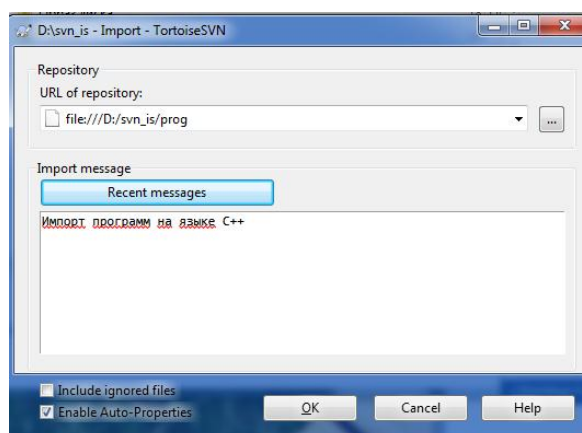 D:\svn_is - Import - TortoiseSVN
Repository
URL of repository:
file:///D:/svn_is/prog
...
Import message
Recent messages
Импорт программ на языке C++
Include ignored files
Enable Auto-Properties
OK
Cancel
Help